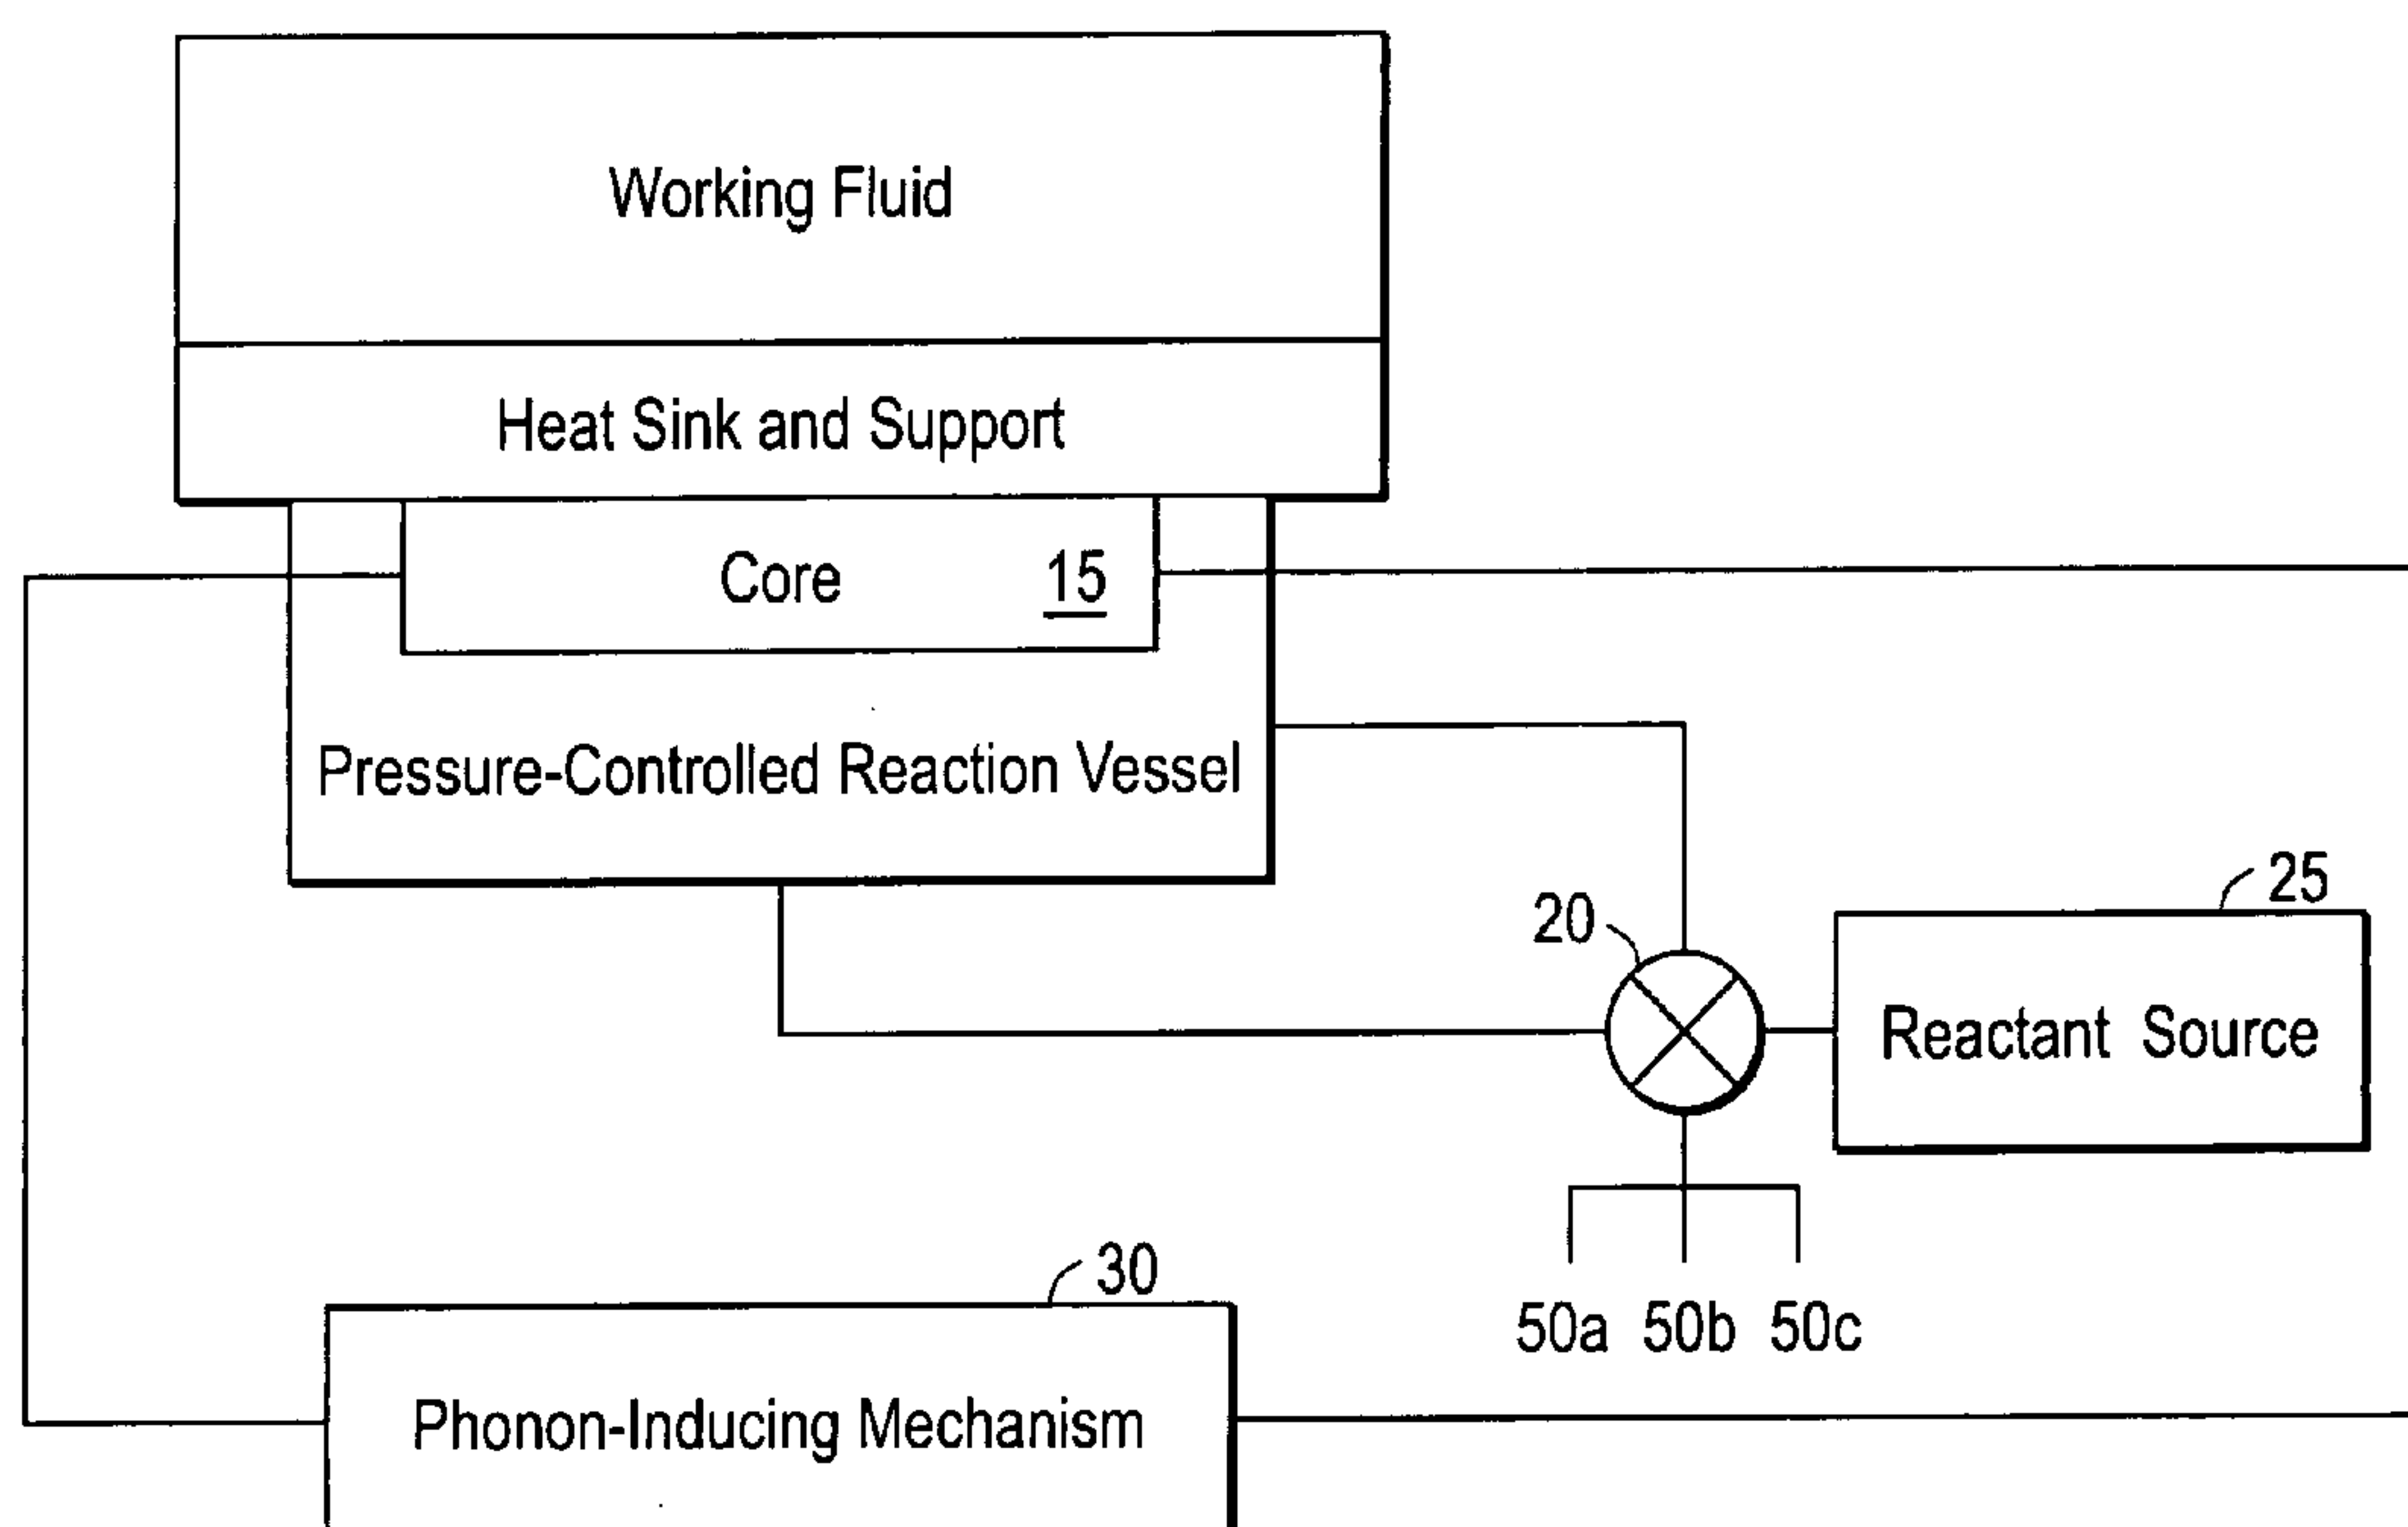 Working Fluid
Heat Sink and Support
Core 15
Pressure-Controlled Reaction Vessel
25
20
Reactant Source
30
50a 50b 50c
Phonon-Inducing Mechanism